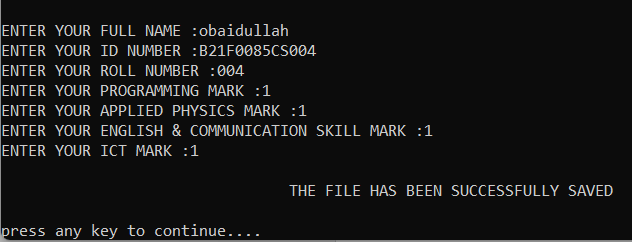 ENTER YOUR FULL NAME :obaidullah
ENTER YOUR ID NUMBER :B21F0085CS004
ENTER YOUR ROLL NUMBER :004
ENTER YOUR PROGRAMMING MARK :1
ENTER YOUR APPLIED PHYSICS MARK :1
ENTER YOUR ENGLISH & COMMUNICATION SKILL MARK :1
ENTER YOUR ICT MARK :1
THE FILE HAS BEEN SUCCESSFULLY SAVED
press any key to continue....